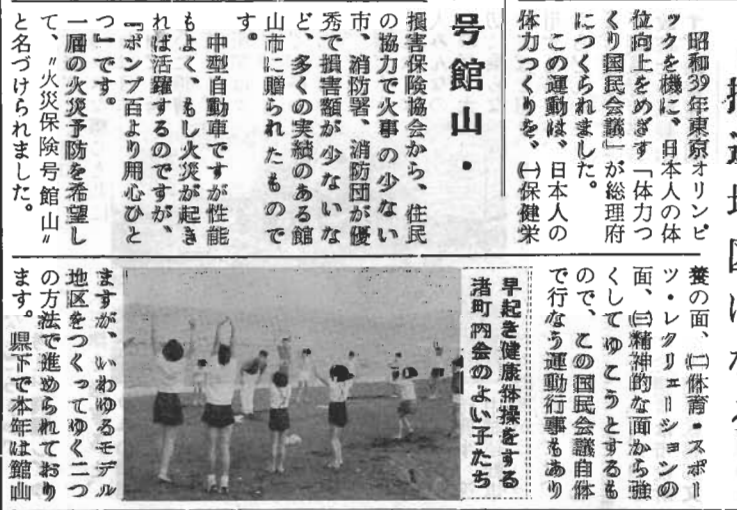 昭和39年東京オリンピ
ックを機に、日本人の体
位向上をめざす「体力つ
くり国民会議」が総理府
につくられました。
この運動は、日本人の
体力つくりを、㈠保健栄
養の面、㈡体育・スポー
ツ・レクリェーションの
面、㈢精神的な面から強
くしてゆこうとするも
ので、この国民会議自体
で行なう運動行事もあり
ますが、いわゆるモデル
地区をつくってゆく二つ
の方法で進められており
ます。県下で本年は館山
早起き健康体操をする
渚町内会のよい子たち
号館山・
損害保険協会から、住民
の協力で火事の少ない
市、消防署、消防団が優
秀で損害額が少ないな
ど、多くの実績のある館
山市に贈られたもので
す。
中型自動車ですが性能
もよく、もし火災が起き
れば活躍するのですが、
『ポンプ百より用心ひと
つ』です。
一層の火災予防を希望し
て、〃火災保険号館山〃
と名づけられました。